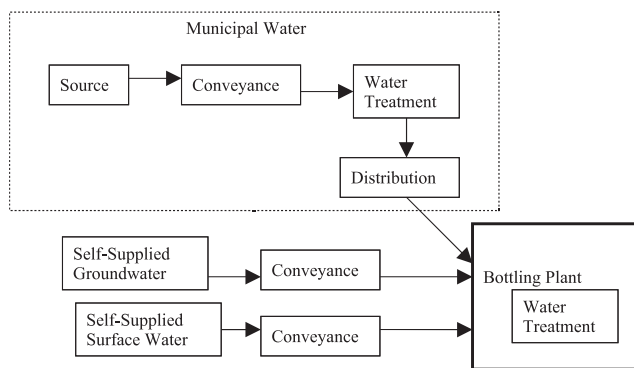 Municipal Water
Source
Conveyance
Water
Treatment
Distribution
Self-Supplied
Groundwater
Conveyance
Self-Supplied
Surface Water
Conveyance
Bottling Plant
Water
Treatment